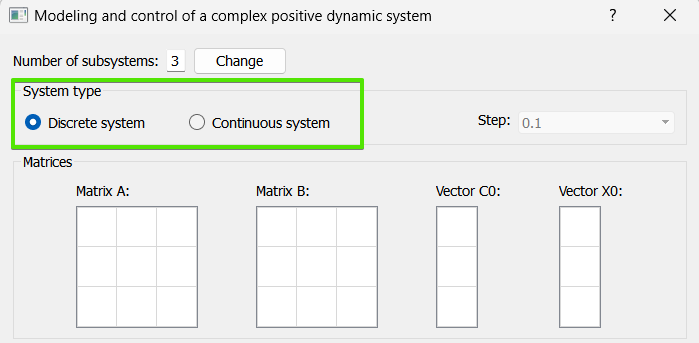 Modeling and control of a complex positive dynamic system ?
Number of subsystems: 3 Change
System type
Discrete system Continuous system Step: 0.1
Matrices
Matrix A: Matrix B: Vector C0: Vector X0: